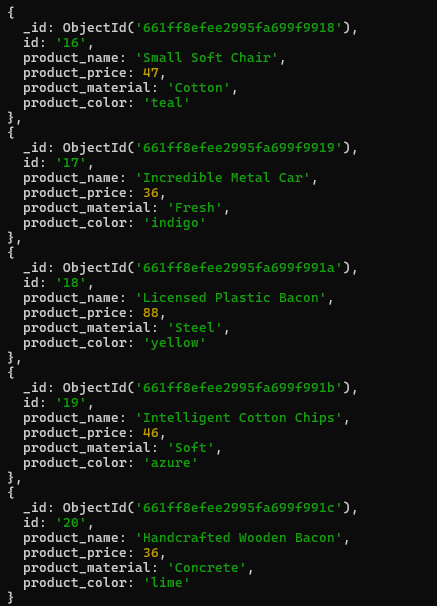 {
  _id: ObjectId('661ff8efee2995fa699f9918'),
  id: '16',
  product_name: 'Small Soft Chair',
  product_price: 47,
  product_material: 'Cotton',
  product_color: 'teal'
},
{
  _id: ObjectId('661ff8efee2995fa699f9919'),
  id: '17',
  product_name: 'Incredible Metal Car',
  product_price: 36,
  product_material: 'Fresh',
  product_color: 'indigo'
},
{
  _id: ObjectId('661ff8efee2995fa699f991a'),
  id: '18',
  product_name: 'Licensed Plastic Bacon',
  product_price: 88,
  product_material: 'Steel',
  product_color: 'yellow'
},
{
  _id: ObjectId('661ff8efee2995fa699f991b'),
  id: '19',
  product_name: 'Intelligent Cotton Chips',
  product_price: 46,
  product_material: 'Soft',
  product_color: 'azure'
},
{
  _id: ObjectId('661ff8efee2995fa699f991c'),
  id: '20',
  product_name: 'Handcrafted Wooden Bacon',
  product_price: 36,
  product_material: 'Concrete',
  product_color: 'lime'
}